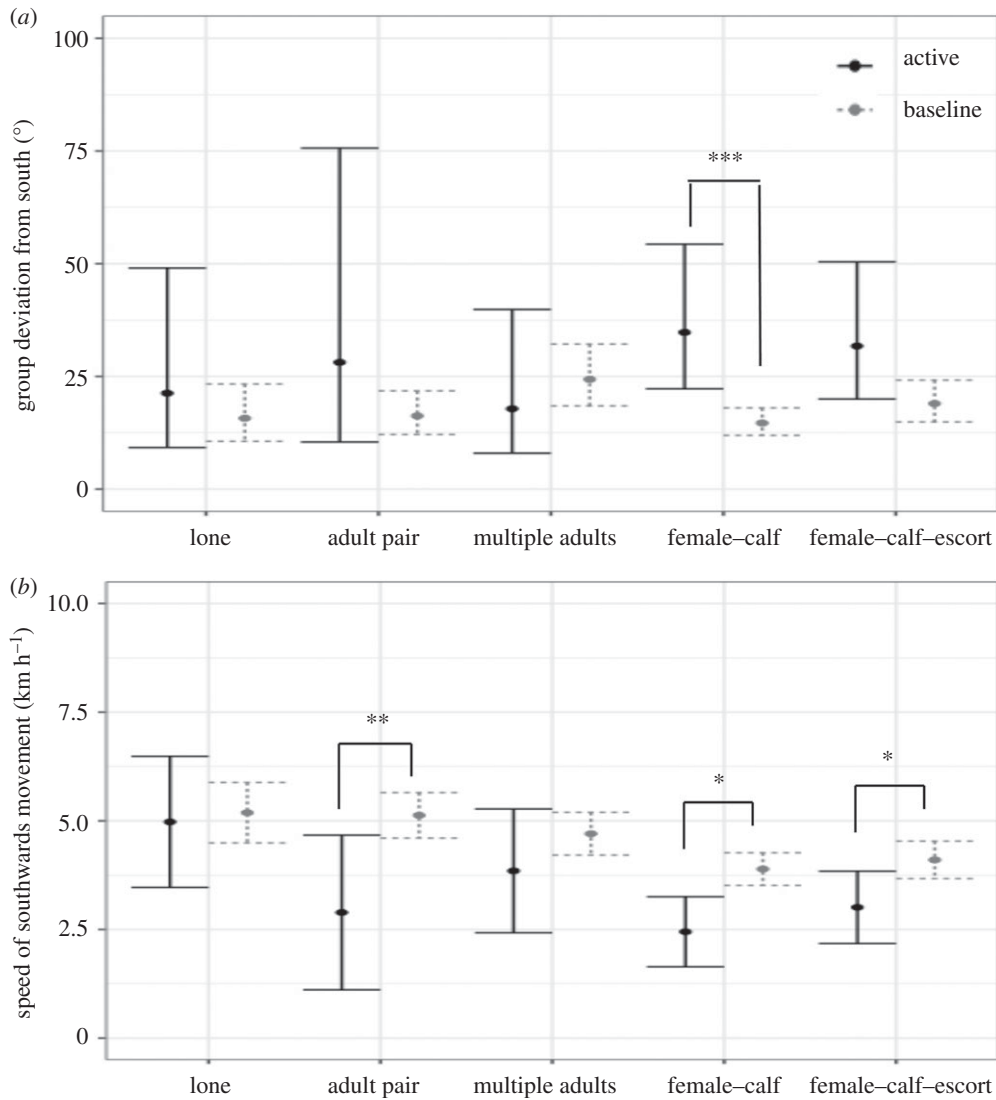 (a)
group deviation from south (°)
100
75
50
25
0
active
baseline
***
lone adult pair multiple adults female–calf female–calf–escort
(b)
speed of southwards movement (km h⁻¹)
10.0
7.5
5.0
2.5
0
**
*
*
lone adult pair multiple adults female–calf female–calf–escort